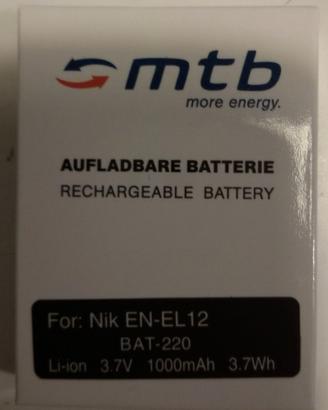 mtb
more energy.
AUFLADBARE BATTERIE
RECHARGEABLE BATTERY
For: Nik EN-EL12
BAT-220
Li-ion 3.7V 1000mAh 3.7Wh